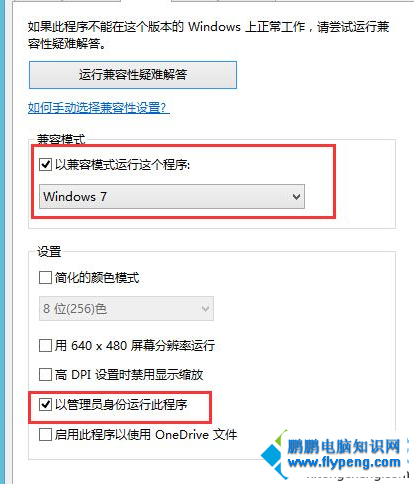 如果此程序不能在这个版本的 Windows 上正常工作，请尝试运行兼
容性疑难解答。
运行兼容性疑难解答
如何手动选择兼容性设置?
兼容模式
以兼容模式运行这个程序:
Windows 7
设置
简化的颜色模式
8 位(256)色
用 640 x 480 屏幕分辨率运行
高 DPI 设置时禁用显示缩放
以管理员身份运行此程序
启用此程序以使用 OneDrive 文件
鹏鹏电脑知识网
www.flypeng.com